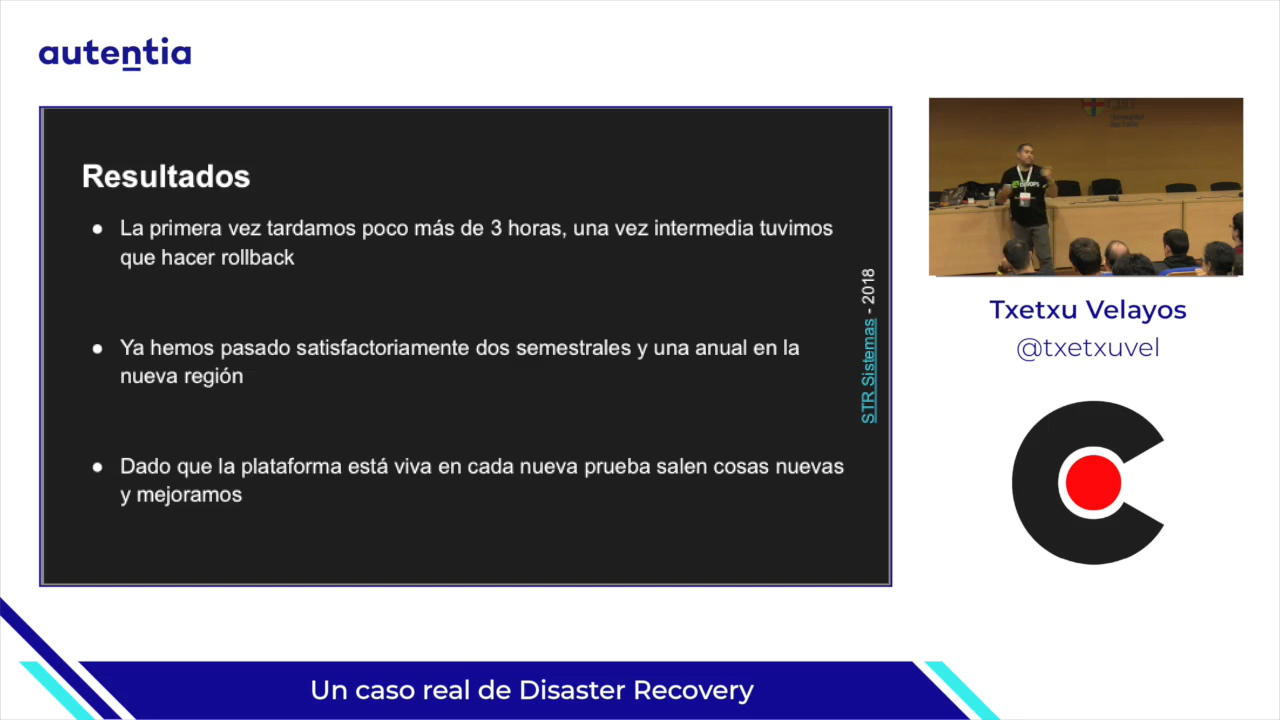 autentia
Resultados
● La primera vez tardamos poco más de 3 horas, una vez intermedia tuvimos
que hacer rollback
● Ya hemos pasado satisfactoriamente dos semestrales y una anual en la
nueva región
● Dado que la plataforma está viva en cada nueva prueba salen cosas nuevas
y mejoramos
STR Sistemas - 2018
Txetxu Velayos
@txetxuvel
Un caso real de Disaster Recovery